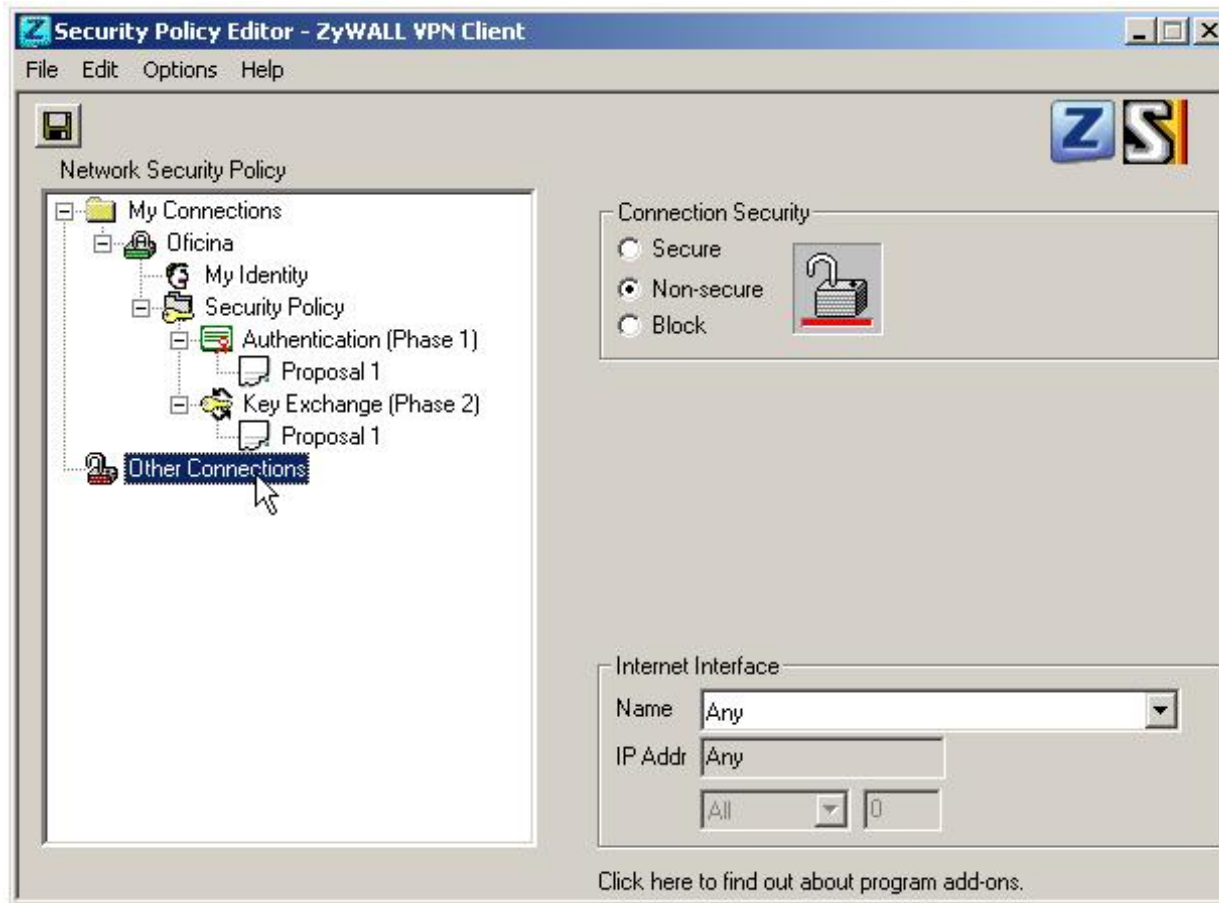 Security Policy Editor - ZyWALL VPN Client
File Edit Options Help
Network Security Policy
My Connections
Oficina
My Identity
Security Policy
Authentication (Phase 1)
Proposal 1
Key Exchange (Phase 2)
Proposal 1
Other Connections
Connection Security
Secure
Non-secure
Block
Internet Interface
Name Any
IP Addr Any
All 0
Click here to find out about program add-ons.